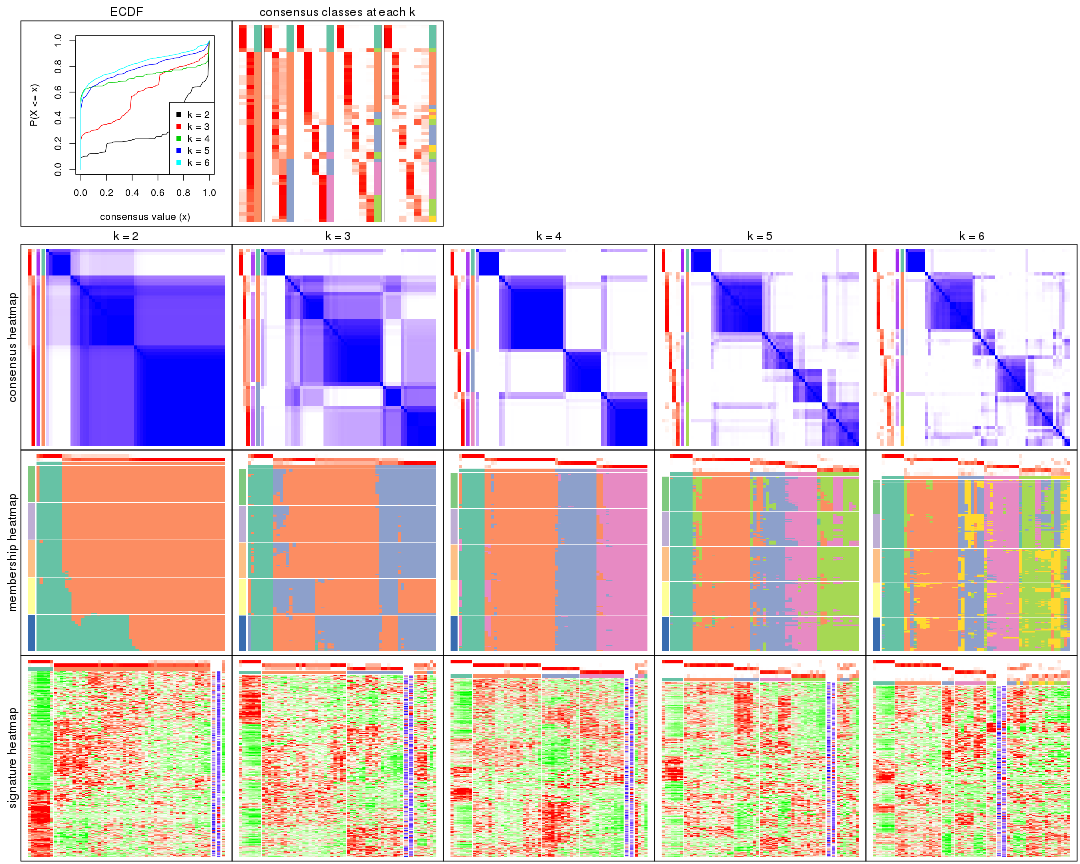 ECDF
consensus classes at each k
P(X <= x)
1.0
0.8
0.6
0.4
0.2
0.0
k = 2
k = 3
k = 4
k = 5
k = 6
0.0 0.2 0.4 0.6 0.8 1.0
consensus value (x)
k = 2
k = 3
k = 4
k = 5
k = 6
consensus heatmap
membership heatmap
signature heatmap